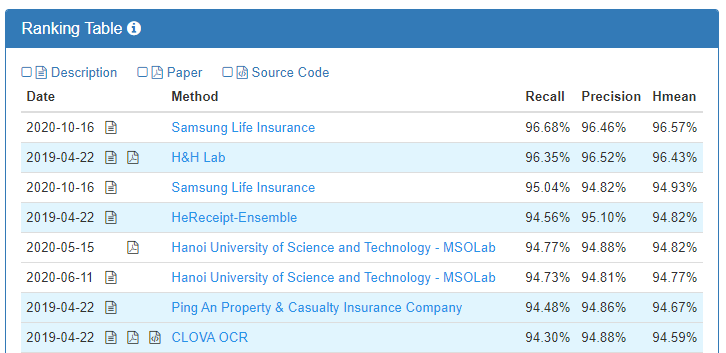 Ranking Table
Description Paper Source Code
Date Method Recall Precision Hmean
2020-10-16 Samsung Life Insurance 96.68% 96.46% 96.57%
2019-04-22 H&H Lab 96.35% 96.52% 96.43%
2020-10-16 Samsung Life Insurance 95.04% 94.82% 94.93%
2019-04-22 HeReceipt-Ensemble 94.56% 95.10% 94.82%
2020-05-15 Hanoi University of Science and Technology - MSOLab 94.77% 94.88% 94.82%
2020-06-11 Hanoi University of Science and Technology - MSOLab 94.73% 94.81% 94.77%
2019-04-22 Ping An Property & Casualty Insurance Company 94.48% 94.86% 94.67%
2019-04-22 CLOVA OCR 94.30% 94.88% 94.59%